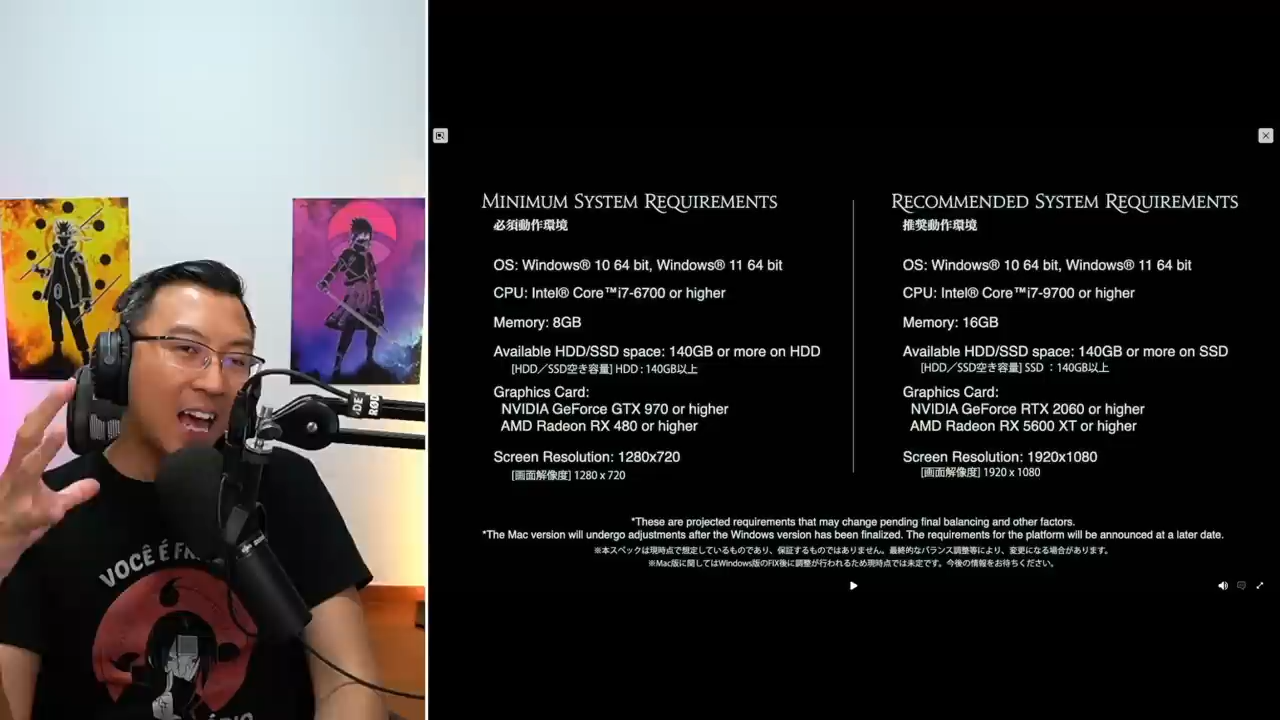 MINIMUM SYSTEM REQUIREMENTS
必須動作環境
OS: Windows® 10 64 bit, Windows® 11 64 bit
CPU: Intel® Core™i7-6700 or higher
Memory: 8GB
Available HDD/SSD space: 140GB or more on HDD
[HDD／SSD空き容量] HDD : 140GB以上
Graphics Card:
NVIDIA GeForce GTX 970 or higher
AMD Radeon RX 480 or higher
Screen Resolution: 1280x720
[画面解像度] 1280 x 720
RECOMMENDED SYSTEM REQUIREMENTS
推奨動作環境
OS: Windows® 10 64 bit, Windows® 11 64 bit
CPU: Intel® Core™i7-9700 or higher
Memory: 16GB
Available HDD/SSD space: 140GB or more on SSD
[HDD／SSD空き容量] SSD ：140GB以上
Graphics Card:
NVIDIA GeForce RTX 2060 or higher
AMD Radeon RX 5600 XT or higher
Screen Resolution: 1920x1080
[画面解像度] 1920 x 1080
*These are projected requirements that may change pending final balancing and other factors.
*The Mac version will undergo adjustments after the Windows version has been finalized. The requirements for the platform will be announced at a later date.
※本スペックは現時点で想定しているものであり、保証するものではありません。最終的なバランス調整等により、変更になる場合があります。
※Mac版に関してはWindows版のFIX後に調整が行われるため現時点では未定です。今後の情報をお待ちください。
RØD
VOCÊ É